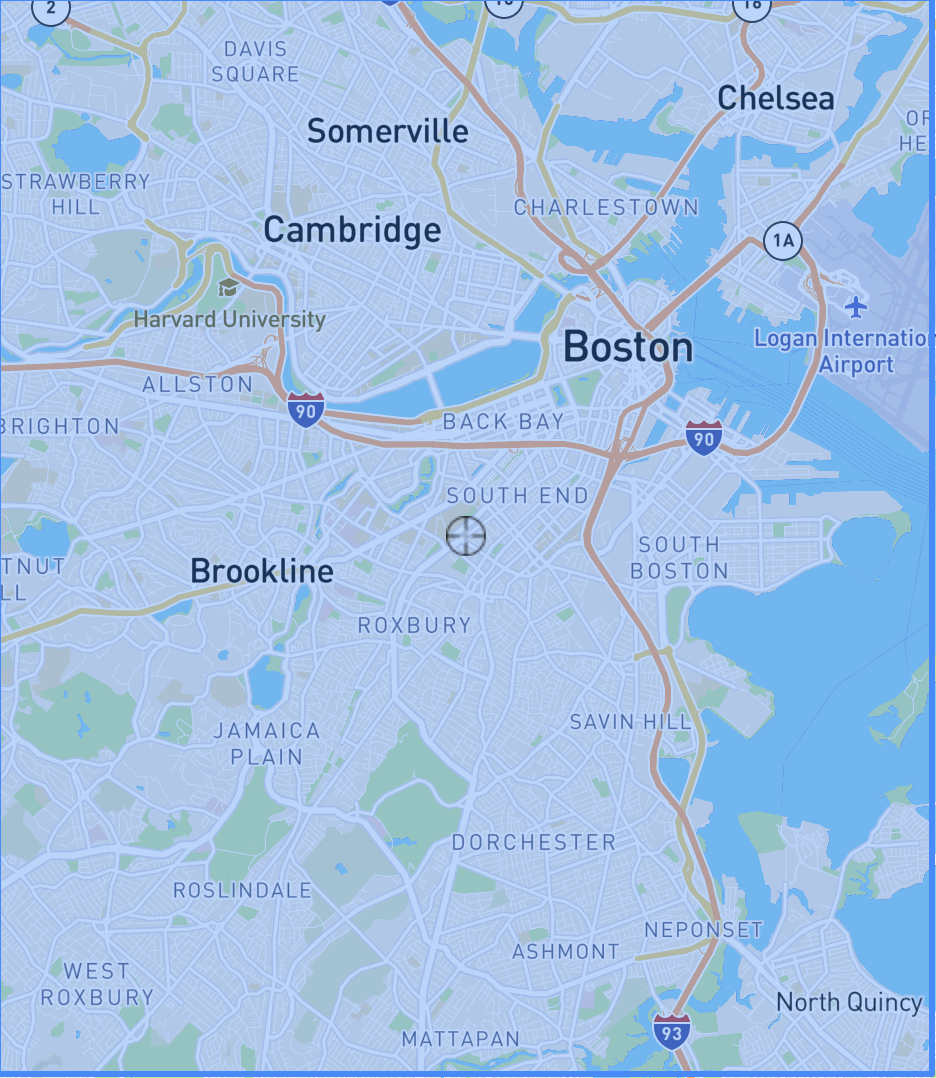 2
16
DAVIS
SQUARE
Chelsea
Somerville
STRAWBERRY
HILL
CHARLESTOWN
Cambridge
1A
Harvard University
Logan Internation
Airport
Boston
ALLSTON
90
BACK BAY
BRIGHTON
90
SOUTH END
SOUTH
BOSTON
TNUT
LL
Brookline
ROXBURY
SAVIN HILL
JAMAICA
PLAIN
DORCHESTER
ROSLINDALE
NEPONSET
ASHMONT
WEST
ROXBURY
North Quincy
93
MATTAPAN